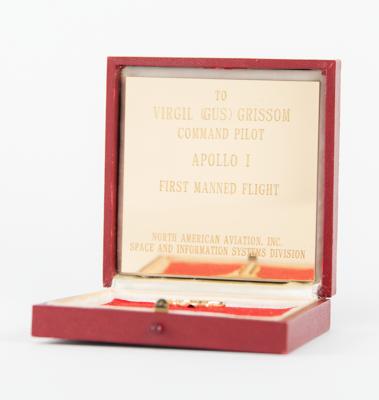 TO
VIRGIL (GUS) GRISSOM
COMMAND PILOT
APOLLO I
FIRST MANNED FLIGHT
NORTH AMERICAN AVIATION, INC.
SPACE AND INFORMATION SYSTEMS DIVISION